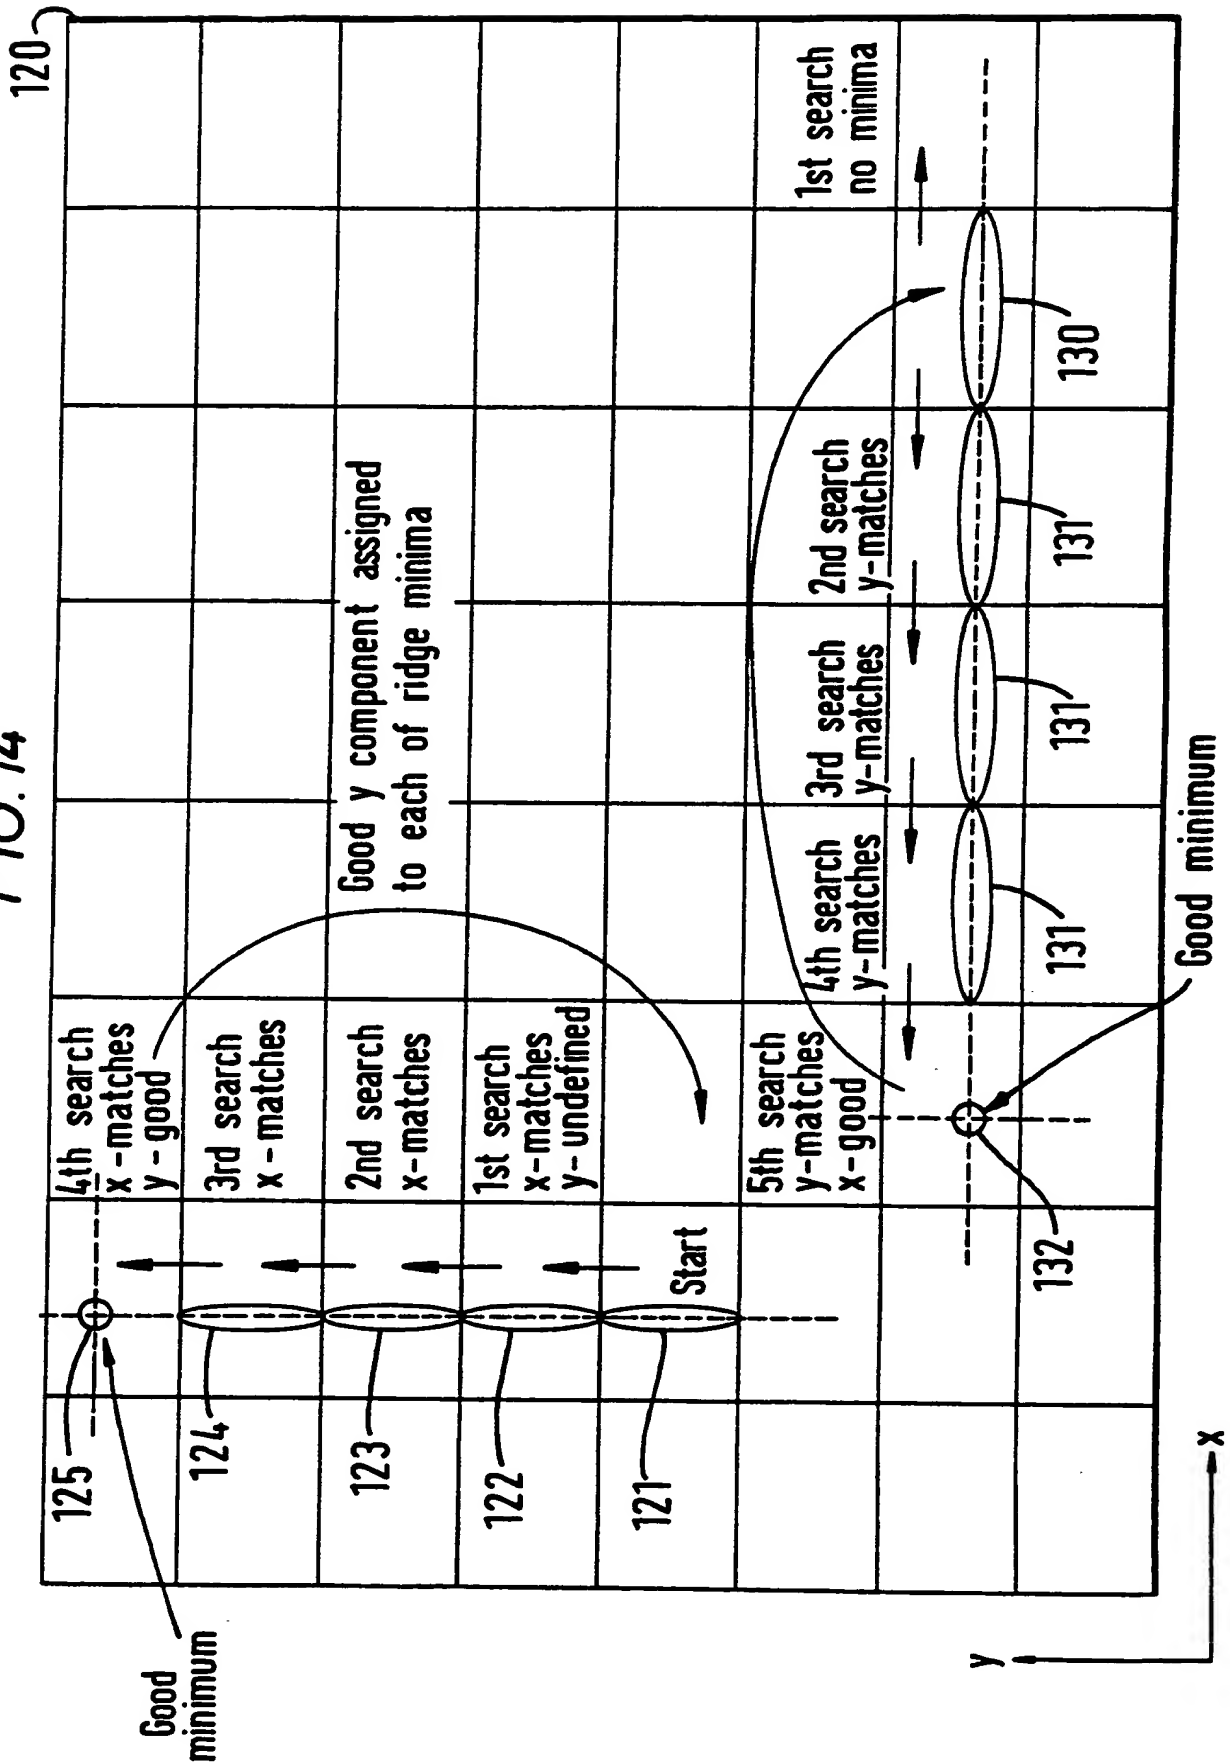 FIG. 14
120
4th search
x-matches
y-good
3rd search
x-matches
2nd search
x-matches
1st search
x-matches
y-undefined
Start
Good y component assigned
to each of ridge minima
125
124
123
122
121
Good
minimum
1st search
no minima
2nd search
y-matches
3rd search
y-matches
4th search
y-matches
5th search
y-matches
x-good
130
131
131
131
132
Good minimum
y
x